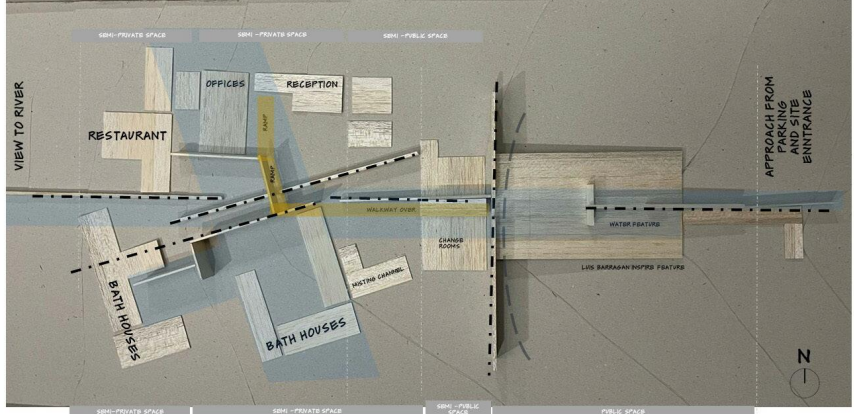 SEMI-PRIVATE SPACE
SEMI -PRIVATE SPACE
SEMI -PUBLIC SPACE
VIEW TO RIVER
OFFICES
RECEPTION
RESTAURANT
RAMP
RAMP
APPROACH FROM
PARKING
AND SITE
ENNTRANCE
WALKWAY OVER
WATER FEATURE
CHANGE
ROOMS
LUIS BARRAGAN INSPIRE FEATURE
MISTING CHANNEL
BATH HOUSES
BATH HOUSES
N
SEMI-PRIVATE SPACE
SEMI -PRIVATE SPACE
SEMI -PUBLIC
SPACE
PUBLIC SPACE